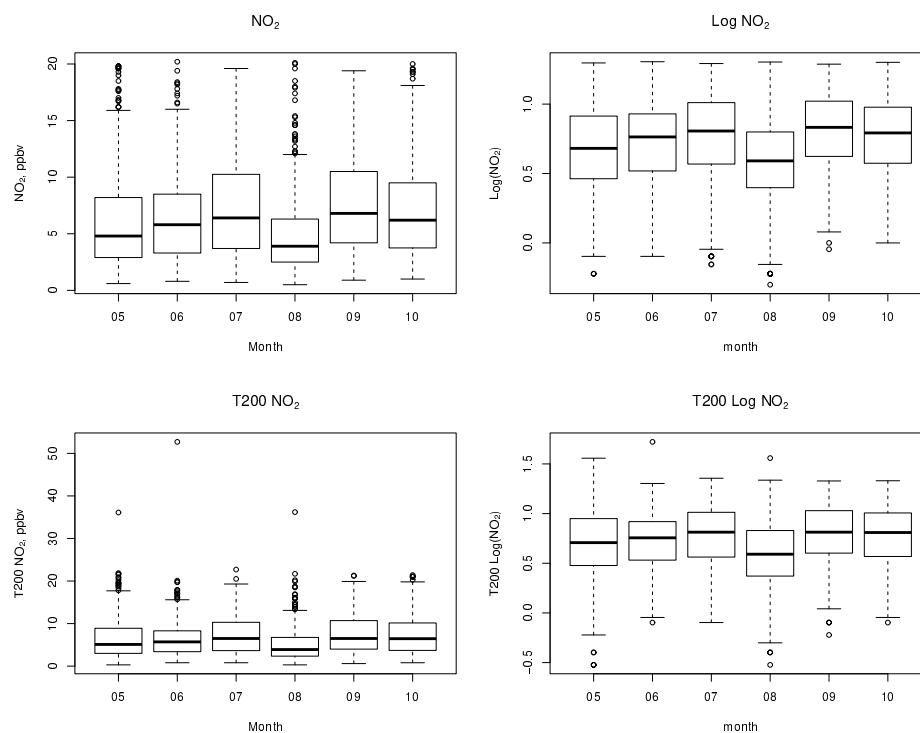 NO₂
NO₂, ppbv
20
15
10
5
0
05 06 07 08 09 10
Month
Log NO₂
Log(NO₂)
1.0
0.5
0.0
05 06 07 08 09 10
month
T200 NO₂
T200 NO₂, ppbv
50
40
30
20
10
0
05 06 07 08 09 10
Month
T200 Log NO₂
T200 Log(NO₂)
1.5
1.0
0.5
0.0
−0.5
05 06 07 08 09 10
month